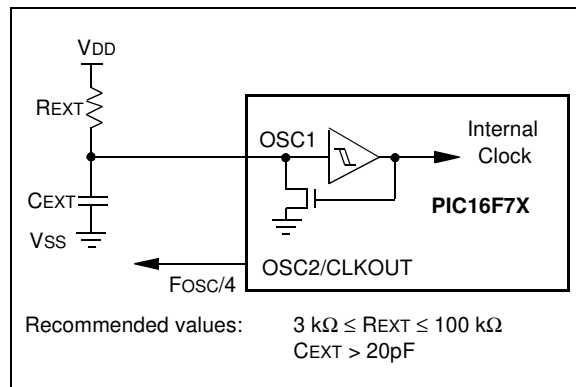 VDD
REXT
OSC1
Internal
Clock
CEXT
PIC16F7X
VSS
OSC2/CLKOUT
FOSC/4
Recommended values: 3 kΩ ≤ REXT ≤ 100 kΩ
CEXT > 20pF